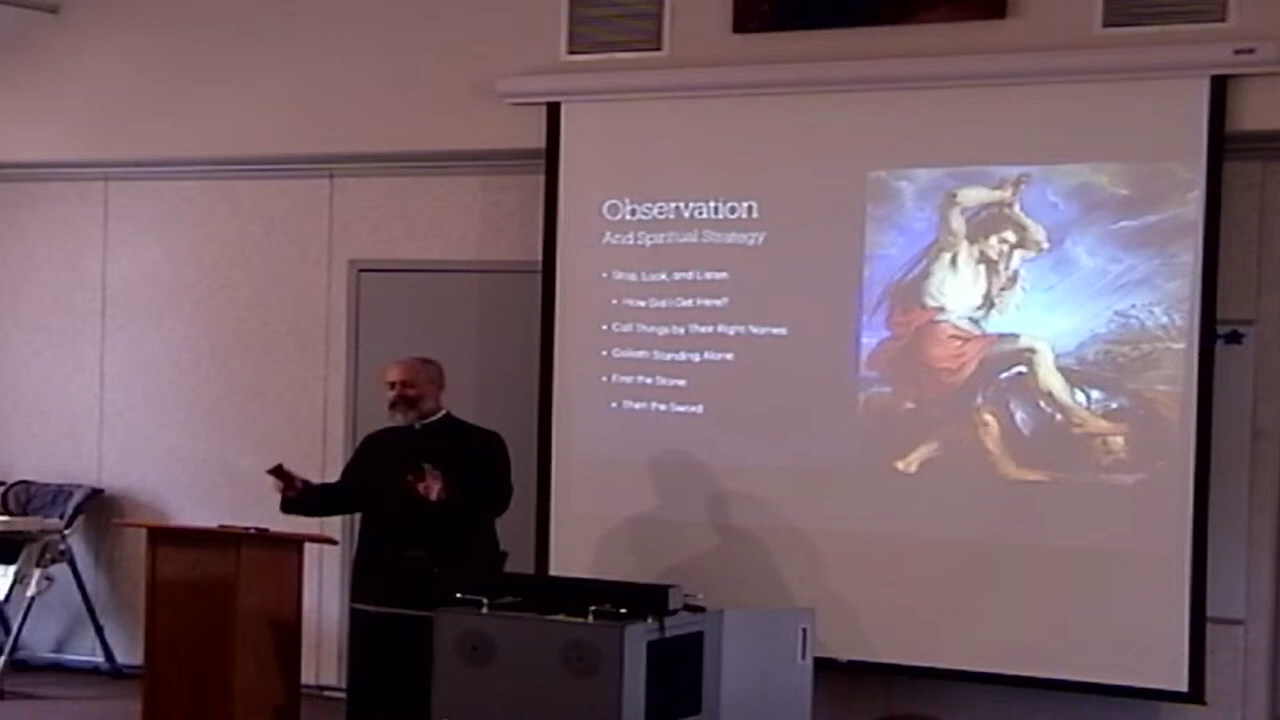 Observation
And Spiritual Strategy
• Stop, Look, and Listen
• How Did I Get Here?
• Call Things by Their Right Names
• Goliath Standing Alone
• First the Stone
• Then the Sword